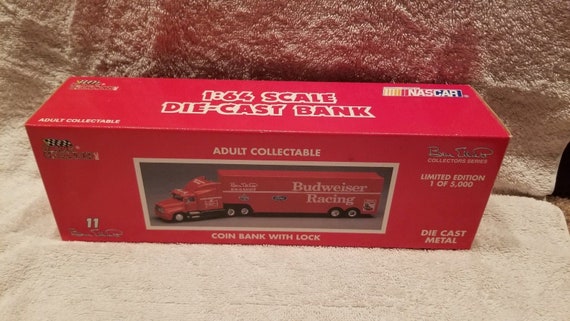 1:64 SCALE
DIE-CAST BANK
NASCAR
ADULT COLLECTABLE
ADULT COLLECTABLE
COLLECTORS SERIES
LIMITED EDITION
1 OF 5,000
Budweiser
Racing
11
COIN BANK WITH LOCK
DIE CAST
METAL